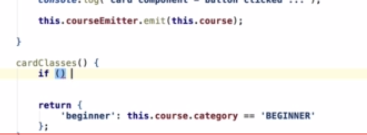 this.courseEmitter.emit(this.course);
}
cardClasses() {
if ()
return {
'beginner': this.course.category == 'BEGINNER'
};